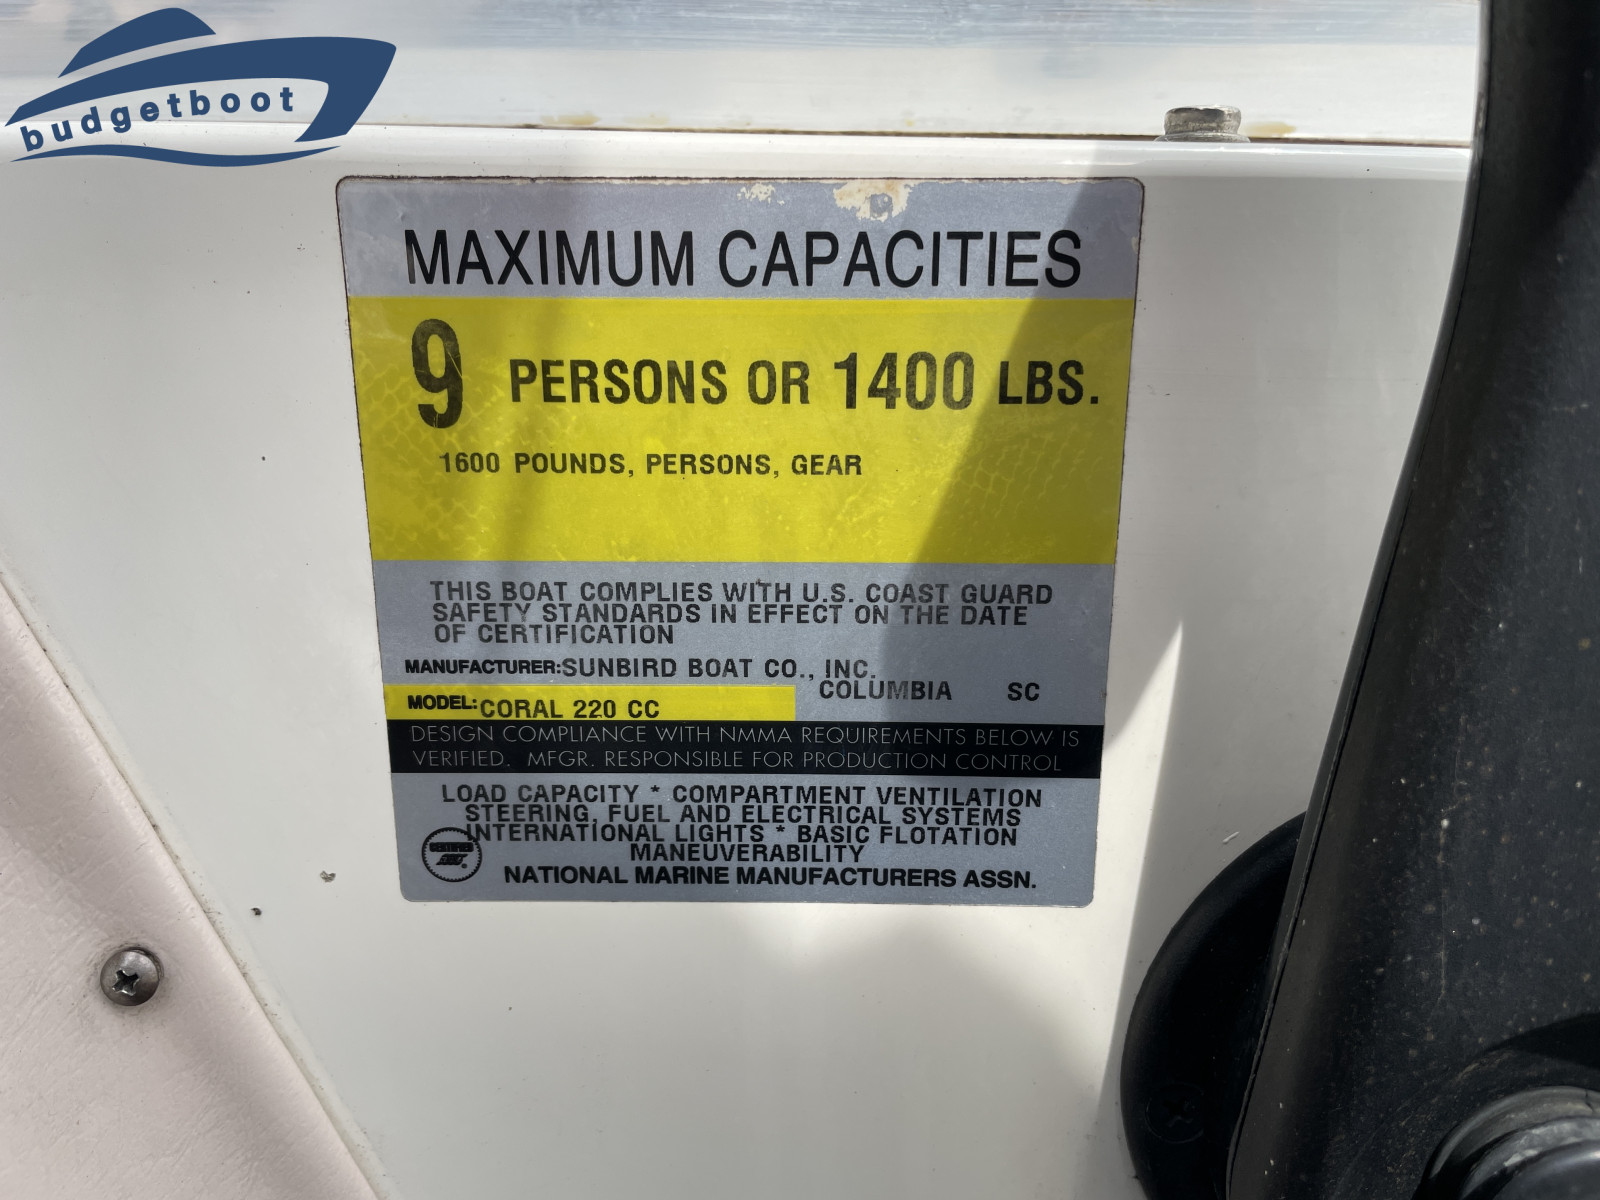 budgetboot
MAXIMUM CAPACITIES
9 PERSONS OR 1400 LBS.
1600 POUNDS, PERSONS, GEAR
THIS BOAT COMPLIES WITH U.S. COAST GUARD
SAFETY STANDARDS IN EFFECT ON THE DATE
OF CERTIFICATION
MANUFACTURER:SUNBIRD BOAT CO., INC.
COLUMBIA SC
MODEL:CORAL 220 CC
DESIGN COMPLIANCE WITH NMMA REQUIREMENTS BELOW IS
VERIFIED. MFGR. RESPONSIBLE FOR PRODUCTION CONTROL
LOAD CAPACITY * COMPARTMENT VENTILATION
STEERING, FUEL AND ELECTRICAL SYSTEMS
INTERNATIONAL LIGHTS * BASIC FLOTATION
MANEUVERABILITY
CERTIFIED
NATIONAL MARINE MANUFACTURERS ASSN.